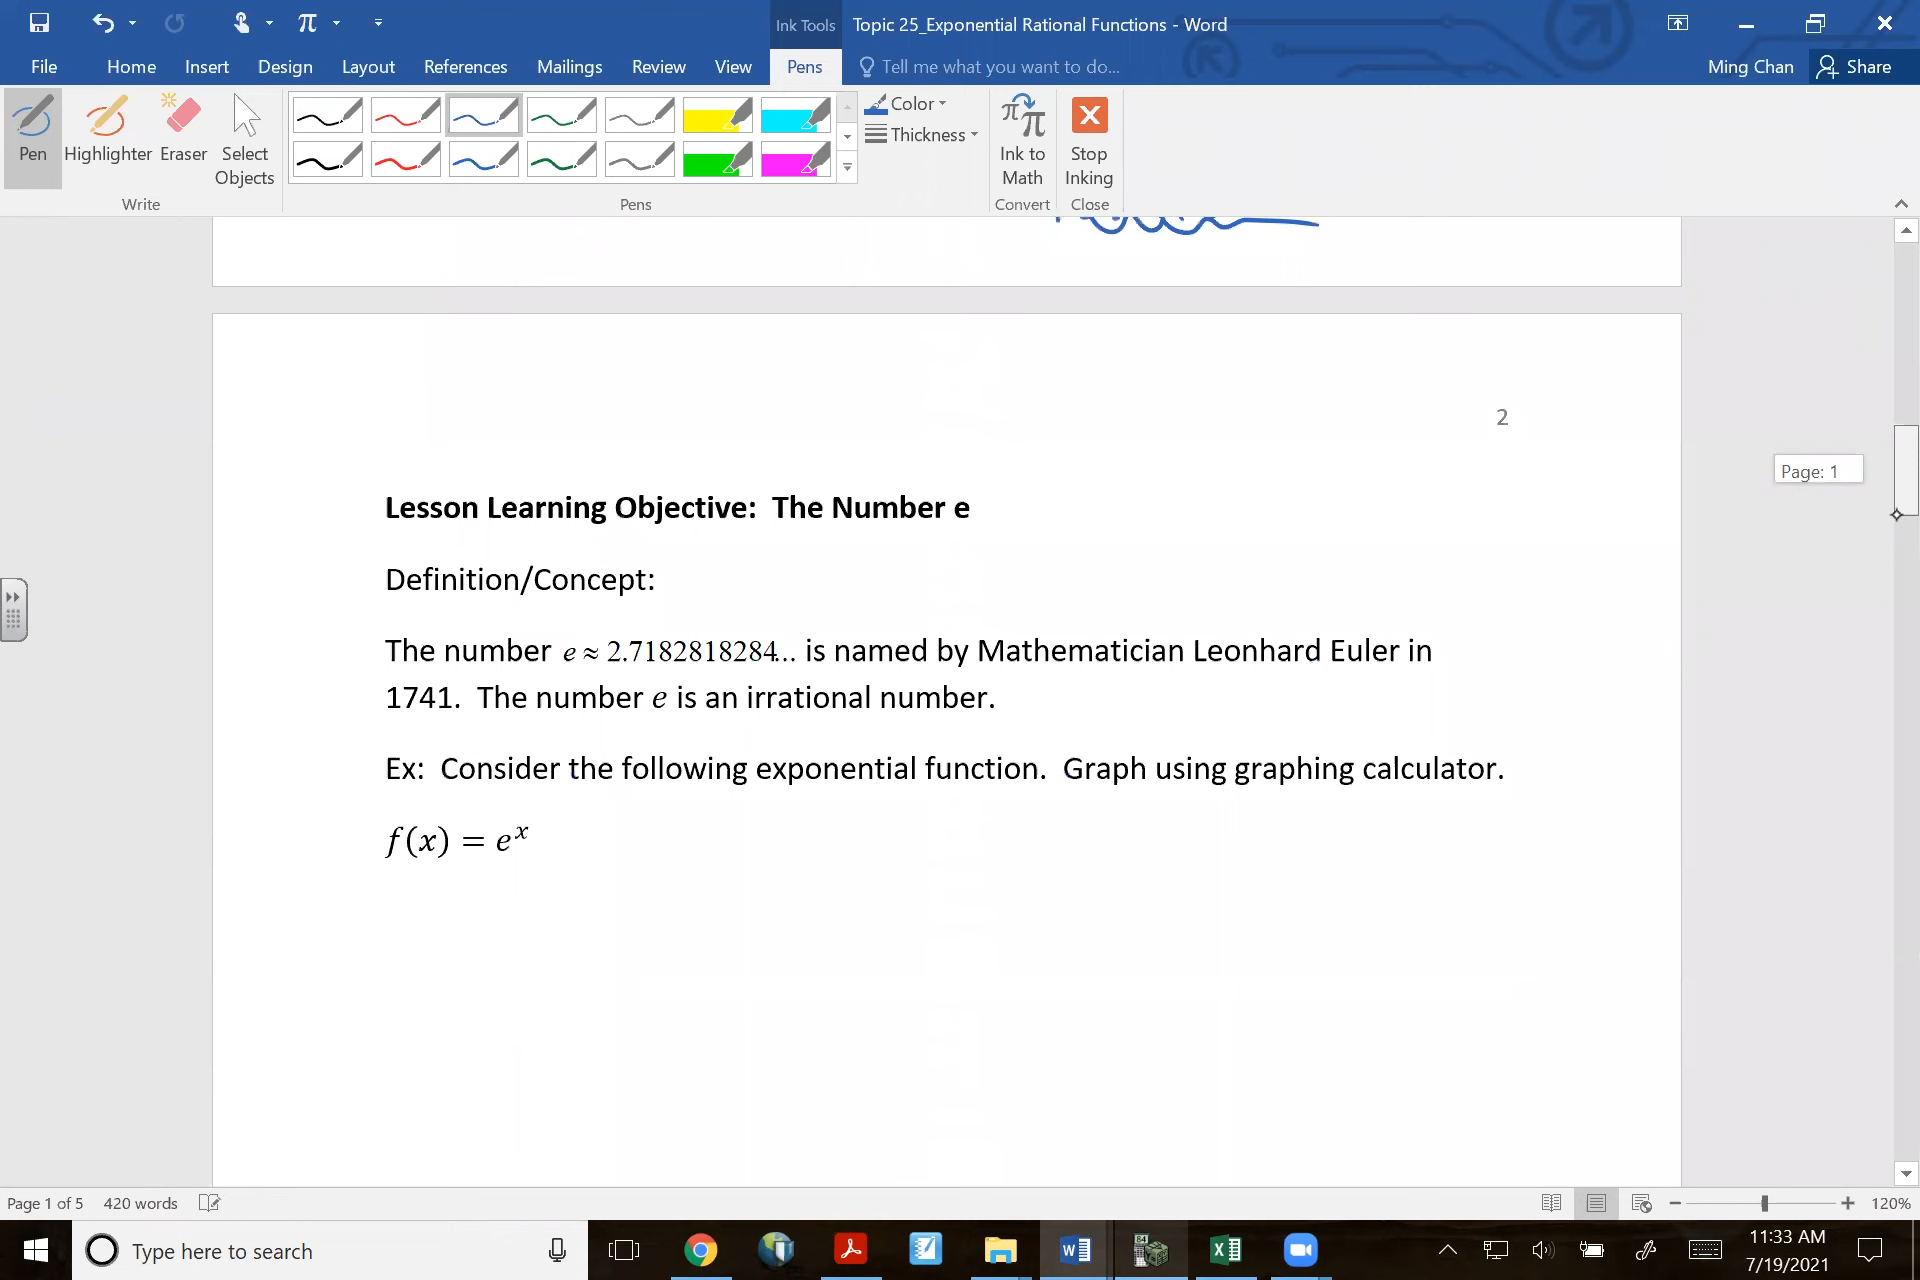 Ink Tools
Topic 25_Exponential Rational Functions - Word
File Home Insert Design Layout References Mailings Review View Pens Tell me what you want to do... Ming Chan Share
Pen Highlighter Eraser Select Objects
Color
Thickness
Ink to Math
Stop Inking
Write Pens Convert Close
2
Page: 1
Lesson Learning Objective: The Number e
Definition/Concept:
The number e ≈ 2.7182818284... is named by Mathematician Leonhard Euler in
1741. The number e is an irrational number.
Ex: Consider the following exponential function. Graph using graphing calculator.
f(x) = e^x
Page 1 of 5 420 words 120%
Type here to search
11:33 AM
7/19/2021